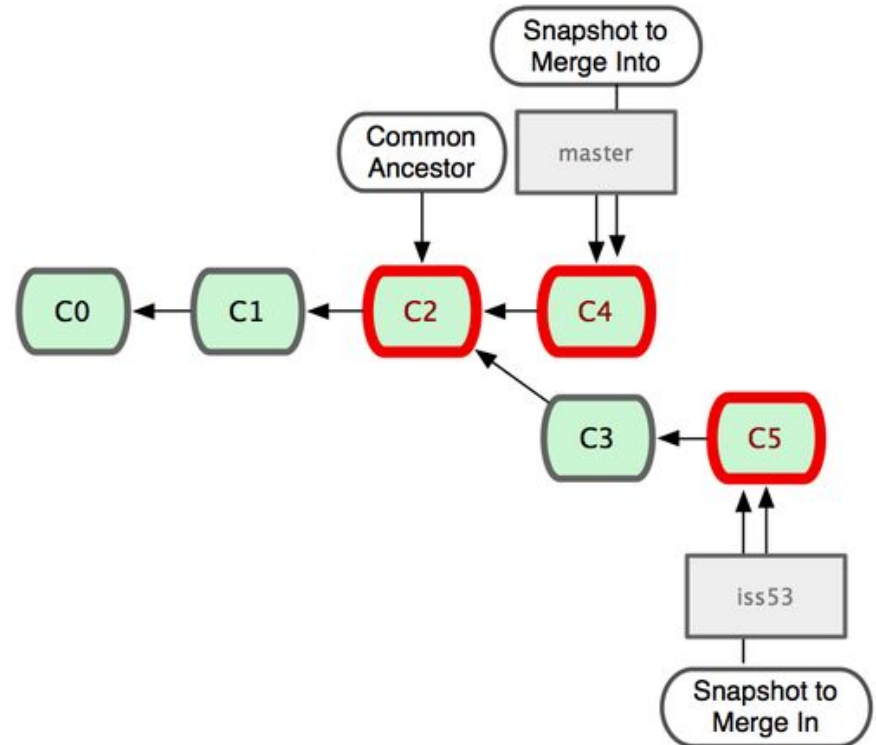 Snapshot to
Merge Into
Common
Ancestor
master
C0
C1
C2
C4
C3
C5
iss53
Snapshot to
Merge In